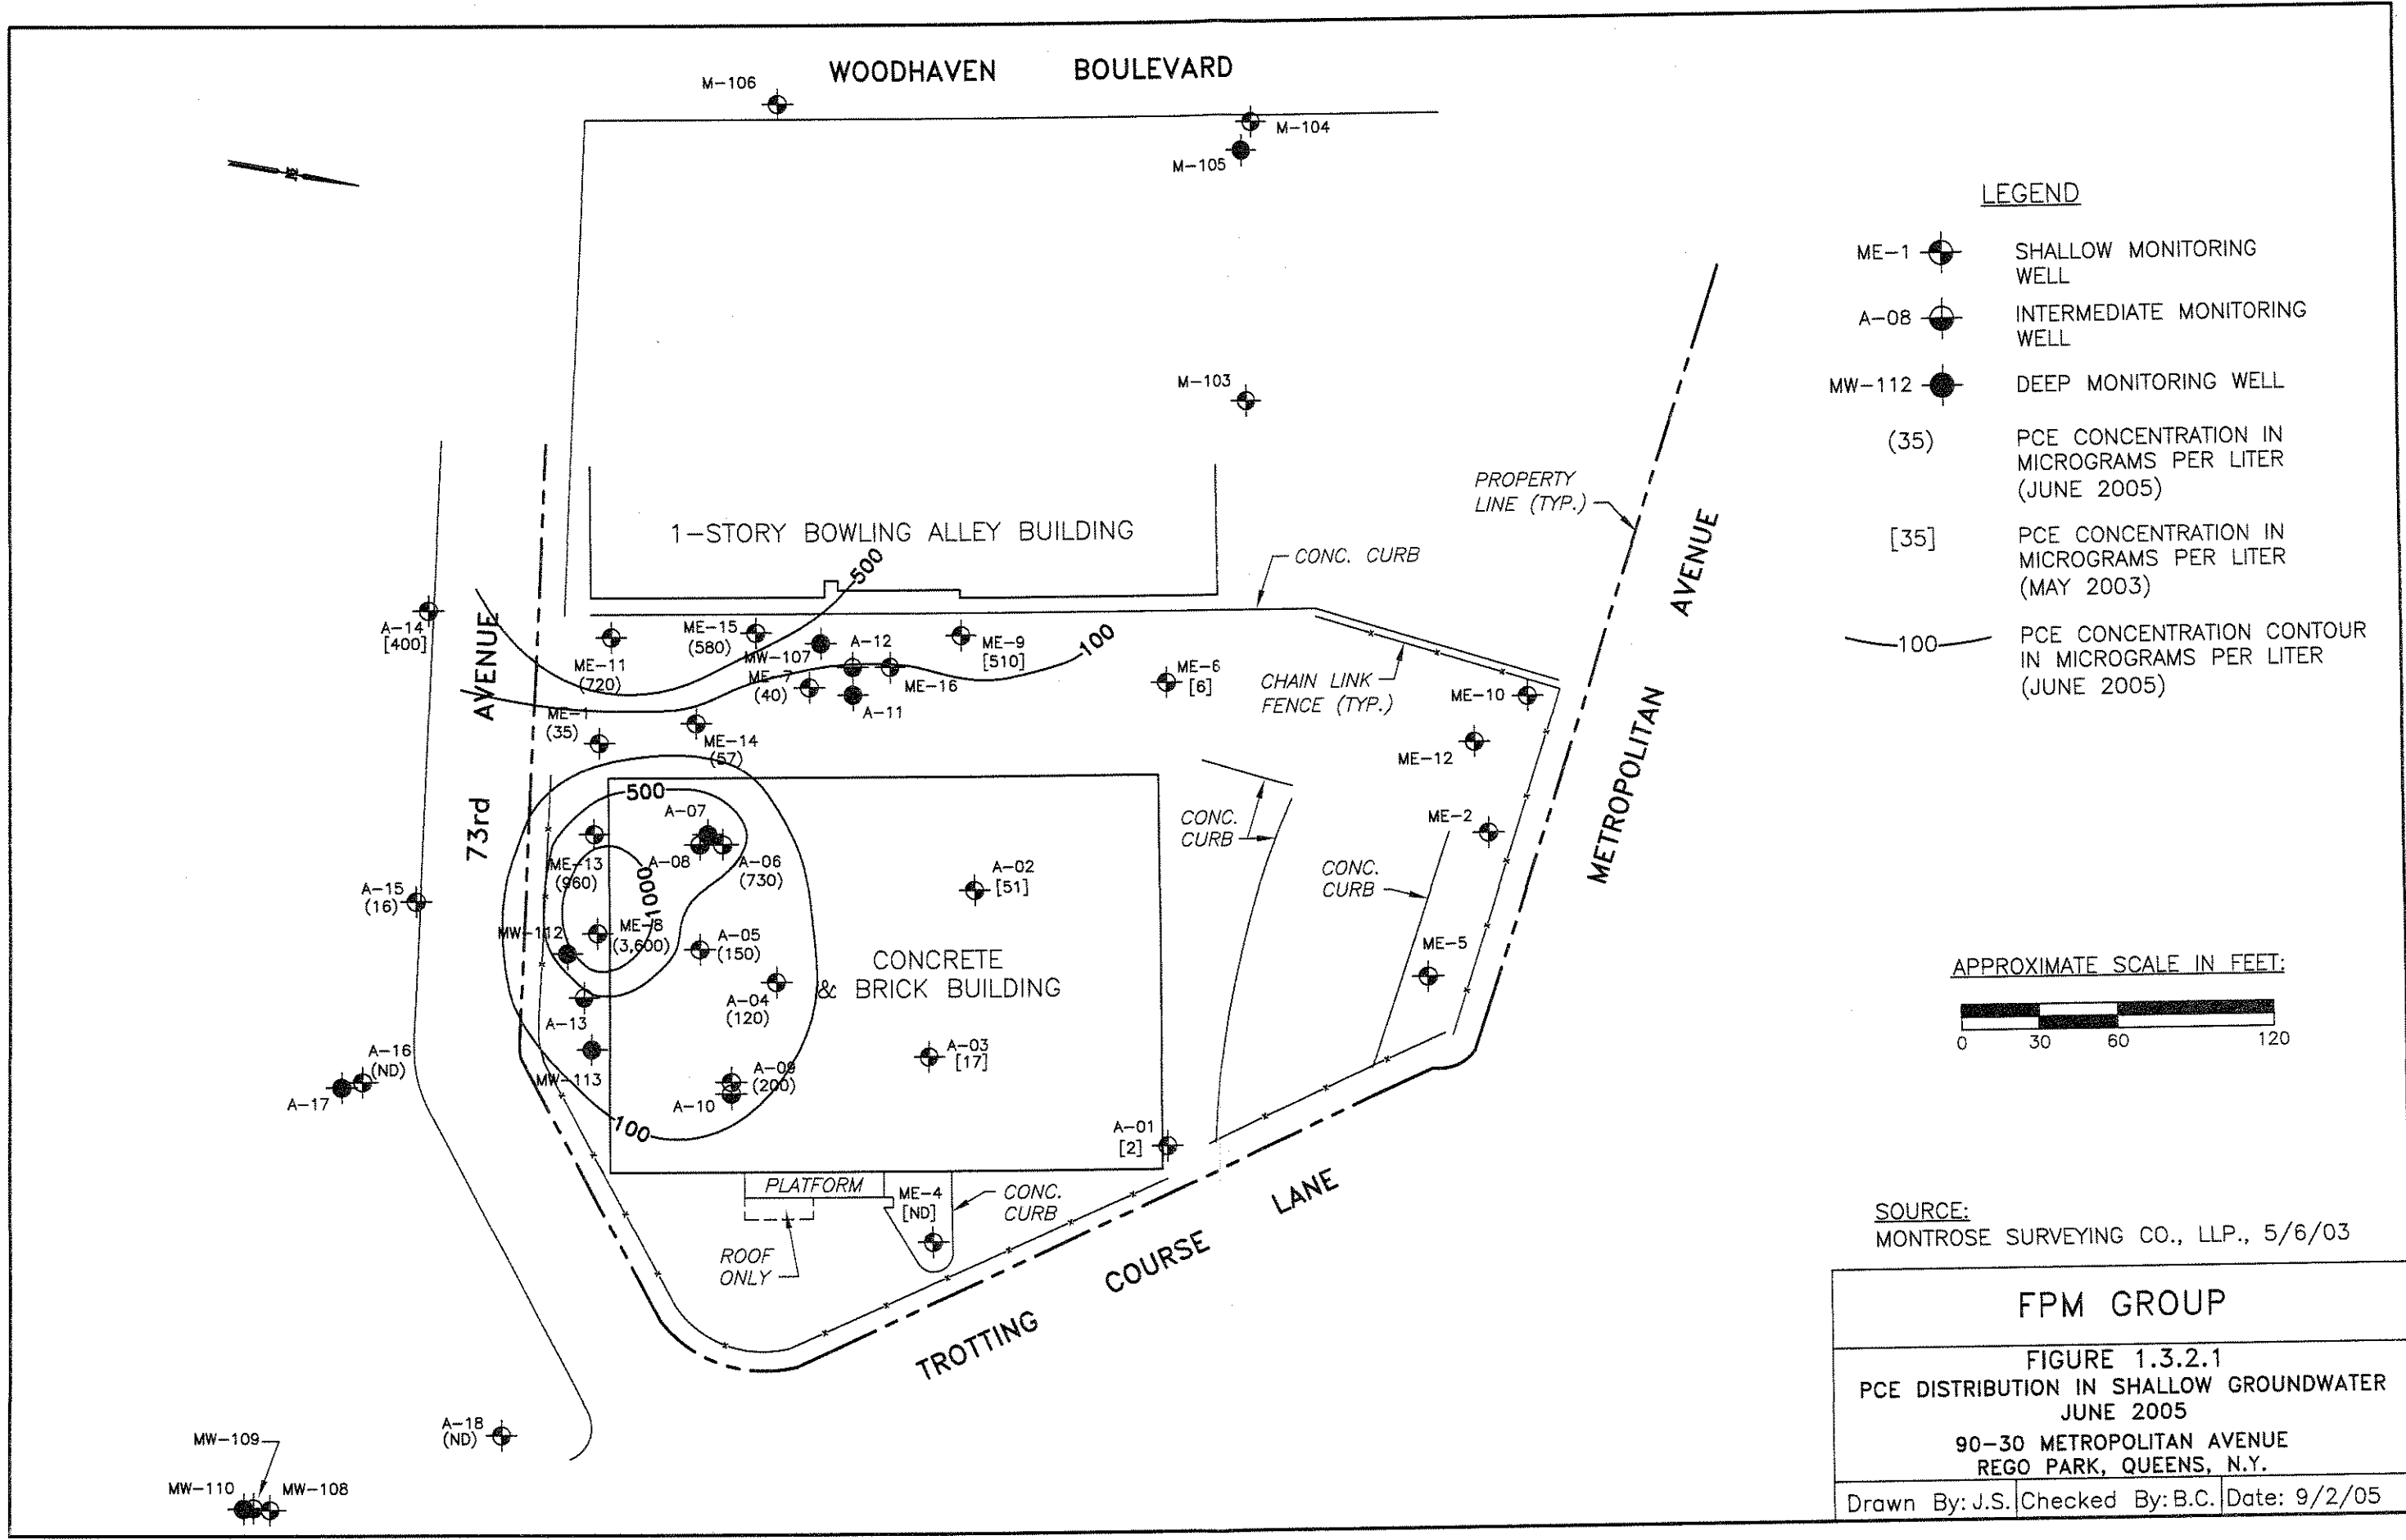 WOODHAVEN BOULEVARD
M-106
M-104
M-105
M-103
LEGEND
ME-1
SHALLOW MONITORING
WELL
A-08
INTERMEDIATE MONITORING
WELL
MW-112
DEEP MONITORING WELL
(35)
PCE CONCENTRATION IN
MICROGRAMS PER LITER
(JUNE 2005)
[35]
PCE CONCENTRATION IN
MICROGRAMS PER LITER
(MAY 2003)
100
PCE CONCENTRATION CONTOUR
IN MICROGRAMS PER LITER
(JUNE 2005)
PROPERTY
LINE (TYP.)
1-STORY BOWLING ALLEY BUILDING
CONC. CURB
500
A-14
[400]
73rd AVENUE
ME-11
(720)
ME-15
(580)
MW-107
A-12
ME-9
[510]
100
ME-7
(40)
ME-16
A-11
ME-6
[6]
CHAIN LINK
FENCE (TYP.)
ME-10
ME-12
METROPOLITAN AVENUE
ME-1
(35)
ME-14
(57)
500
A-07
A-08
A-06
(730)
ME-13
(960)
1000
A-02
[51]
CONC.
CURB
ME-2
CONC.
CURB
A-15
(16)
MW-112
ME-8
(3,600)
A-05
(150)
CONCRETE
& BRICK BUILDING
A-04
(120)
ME-5
A-13
A-16
(ND)
A-17
MW-113
A-09
(200)
A-10
A-03
[17]
100
A-01
[2]
PLATFORM
ME-4
[ND]
CONC.
CURB
ROOF
ONLY
TROTTING COURSE LANE
A-18
(ND)
MW-109
MW-110
MW-108
APPROXIMATE SCALE IN FEET:
0 30 60 120
SOURCE:
MONTROSE SURVEYING CO., LLP., 5/6/03
FPM GROUP
FIGURE 1.3.2.1
PCE DISTRIBUTION IN SHALLOW GROUNDWATER
JUNE 2005
90-30 METROPOLITAN AVENUE
REGO PARK, QUEENS, N.Y.
Drawn By: J.S. Checked By: B.C. Date: 9/2/05